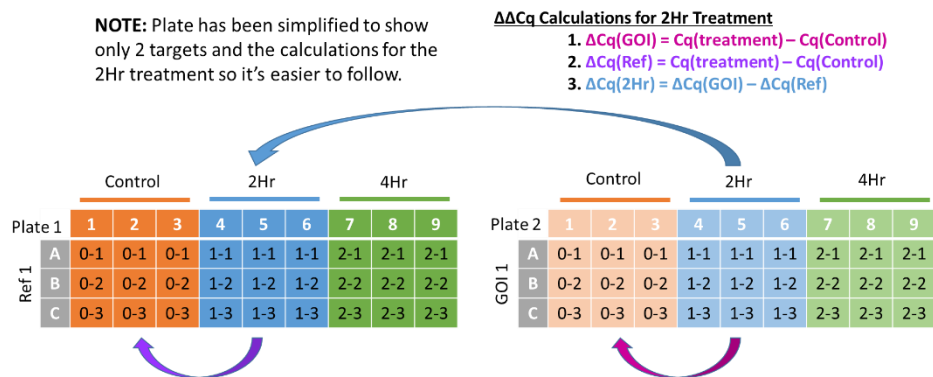 NOTE: Plate has been simplified to show
only 2 targets and the calculations for the
2Hr treatment so it's easier to follow.
ΔΔCq Calculations for 2Hr Treatment
1. ΔCq(GOI) = Cq(treatment) – Cq(Control)
2. ΔCq(Ref) = Cq(treatment) – Cq(Control)
3. ΔCq(2Hr) = ΔCq(GOI) – ΔCq(Ref)
Control 2Hr 4Hr
Plate 1 1 2 3 4 5 6 7 8 9
Ref 1
A 0-1 0-1 0-1 1-1 1-1 1-1 2-1 2-1 2-1
B 0-2 0-2 0-2 1-2 1-2 1-2 2-2 2-2 2-2
C 0-3 0-3 0-3 1-3 1-3 1-3 2-3 2-3 2-3
Control 2Hr 4Hr
Plate 2 1 2 3 4 5 6 7 8 9
GOI 1
A 0-1 0-1 0-1 1-1 1-1 1-1 2-1 2-1 2-1
B 0-2 0-2 0-2 1-2 1-2 1-2 2-2 2-2 2-2
C 0-3 0-3 0-3 1-3 1-3 1-3 2-3 2-3 2-3